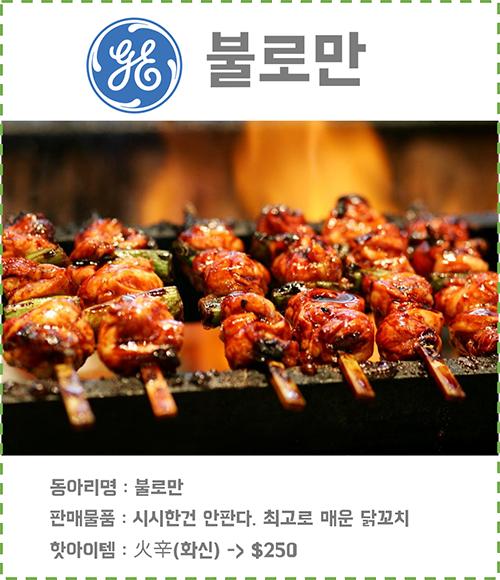 GE
불로만
동아리명 : 불로만
판매물품 : 시시한건 안판다. 최고로 매운 닭꼬치
핫아이템 : 火辛(화신) -> $250